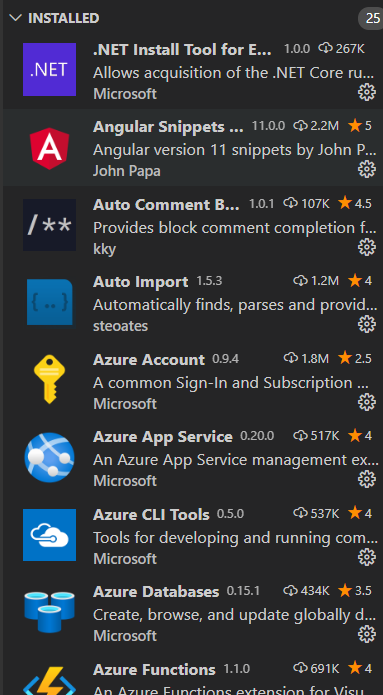 INSTALLED 25
.NET
.NET Install Tool for E... 1.0.0 267K
Allows acquisition of the .NET Core ru...
Microsoft
A
Angular Snippets ... 11.0.0 2.2M ★ 5
Angular version 11 snippets by John P...
John Papa
/**
Auto Comment B... 1.0.1 107K ★ 4.5
Provides block comment completion f...
kky
{..}
Auto Import 1.5.3 1.2M ★ 4
Automatically finds, parses and provid...
steoates
Azure Account 0.9.4 1.8M ★ 2.5
A common Sign-In and Subscription ...
Microsoft
Azure App Service 0.20.0 517K ★ 4
An Azure App Service management ex...
Microsoft
Azure CLI Tools 0.5.0 537K ★ 4
Tools for developing and running com...
Microsoft
Azure Databases 0.15.1 434K ★ 3.5
Create, browse, and update globally d...
Microsoft
Azure Functions 1.1.0 691K ★ 4
An Azure Functions extension for Visu...